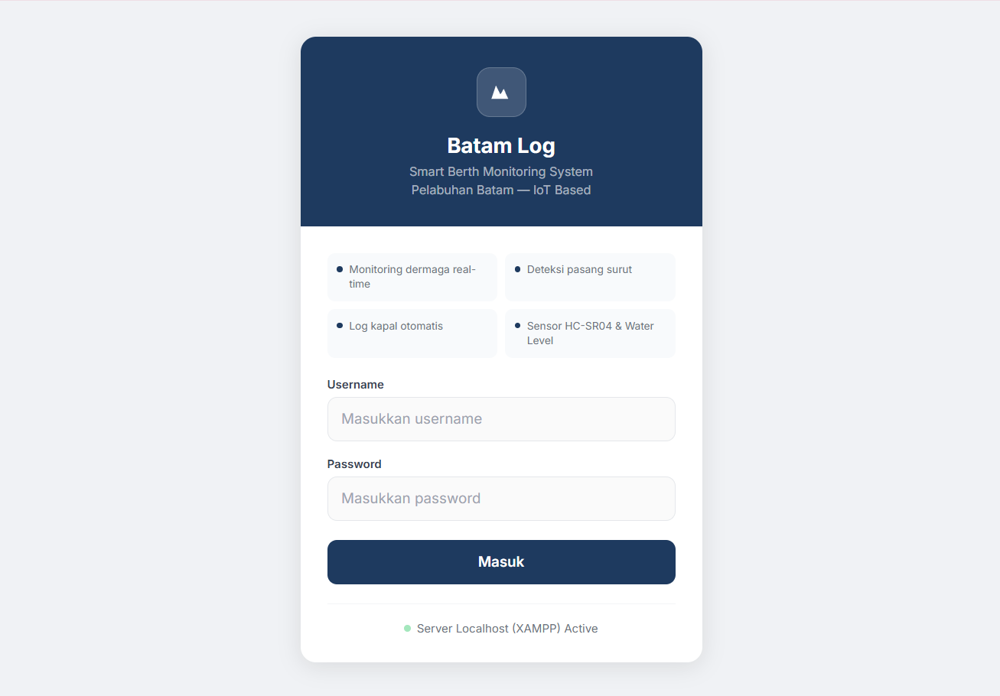 Batam Log
Smart Berth Monitoring System
Pelabuhan Batam — IoT Based
Monitoring dermaga real-
time
Deteksi pasang surut
Log kapal otomatis
Sensor HC-SR04 & Water
Level
Username
Masukkan username
Password
Masukkan password
Masuk
Server Localhost (XAMPP) Active